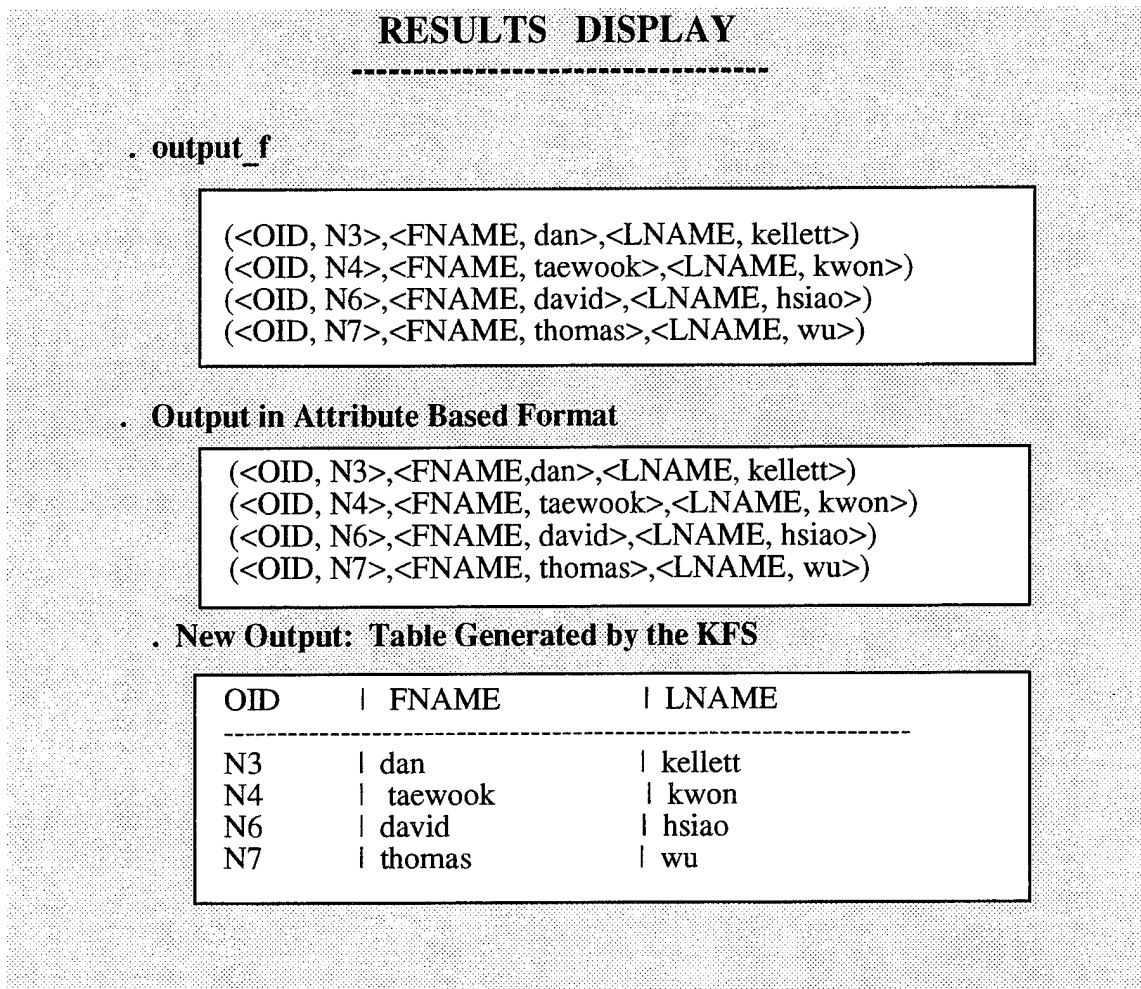 RESULTS DISPLAY
----------------------------------
. output_f
(<OID, N3>,<FNAME, dan>,<LNAME, kellett>)
(<OID, N4>,<FNAME, taewook>,<LNAME, kwon>)
(<OID, N6>,<FNAME, david>,<LNAME, hsiao>)
(<OID, N7>,<FNAME, thomas>,<LNAME, wu>)
. Output in Attribute Based Format
(<OID, N3>,<FNAME,dan>,<LNAME, kellett>)
(<OID, N4>,<FNAME, taewook>,<LNAME, kwon>)
(<OID, N6>,<FNAME, david>,<LNAME, hsiao>)
(<OID, N7>,<FNAME, thomas>,<LNAME, wu>)
. New Output: Table Generated by the KFS
OID | FNAME | LNAME
--------------------------------------------------------------
N3 | dan | kellett
N4 | taewook | kwon
N6 | david | hsiao
N7 | thomas | wu